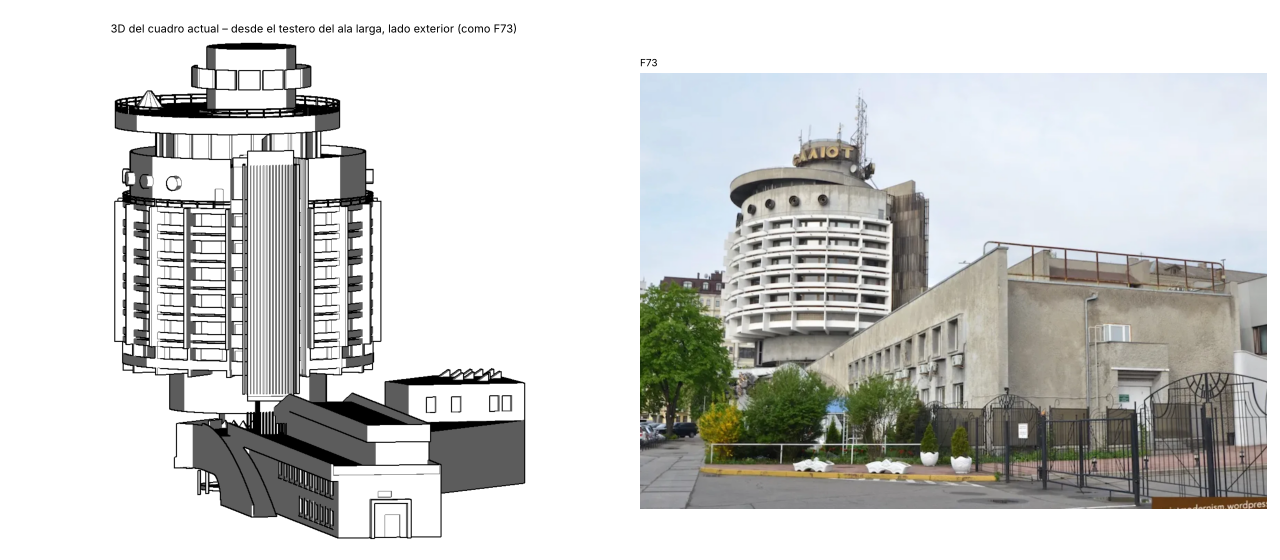 3D del cuadro actual – desde el testero del ala larga, lado exterior (como F73)
F73
САЛЮТ